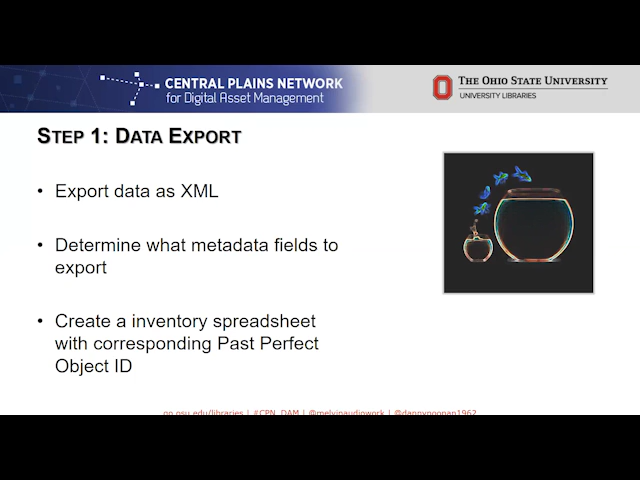 CENTRAL PLAINS NETWORK
for Digital Asset Management
THE OHIO STATE UNIVERSITY
UNIVERSITY LIBRARIES
STEP 1: DATA EXPORT
• Export data as XML
• Determine what metadata fields to
export
• Create a inventory spreadsheet
with corresponding Past Perfect
Object ID
go.osu.edu/libraries | #CPN_DAM | @melvinaudiowork | @dannynoonan1962